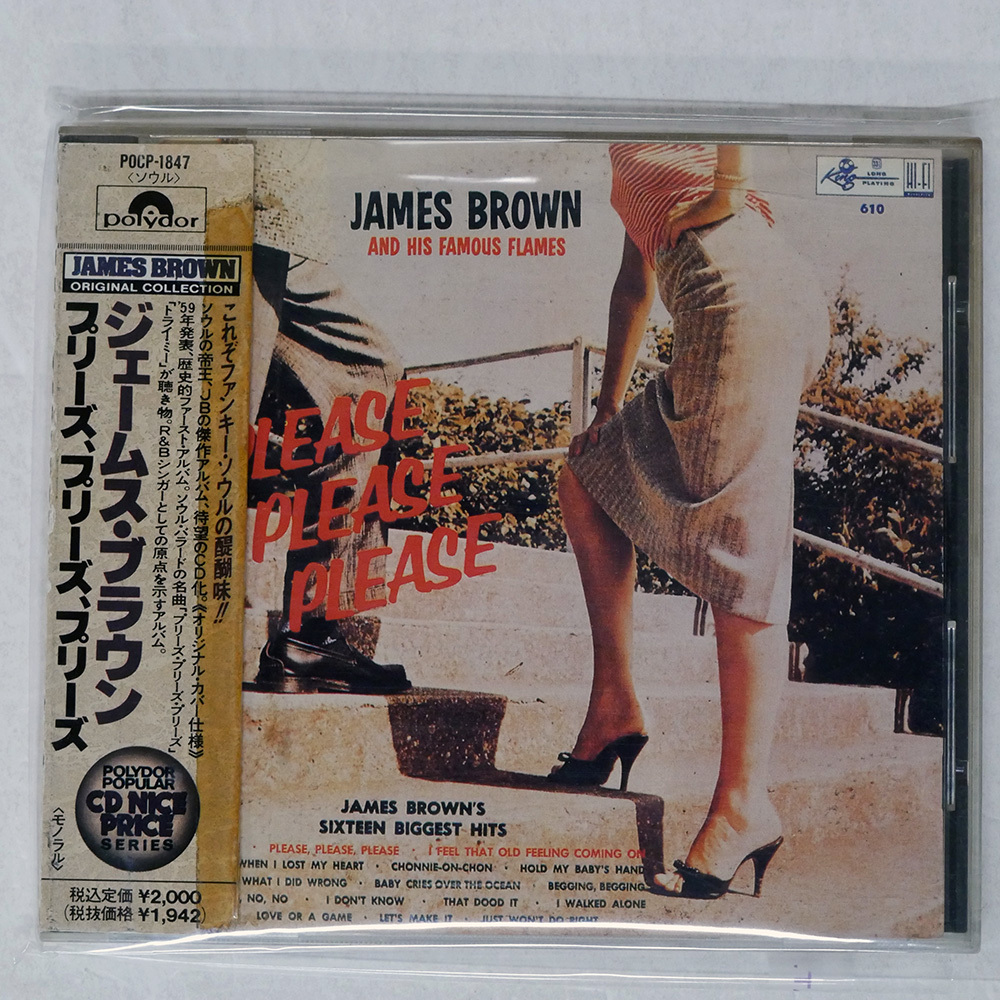 POCP-1847
〈ソウル〉
polydor
JAMES BROWN
ORIGINAL COLLECTION
これぞファンキー・ソウルの醍醐味!!
ソウルの帝王、J.B.の傑作アルバム、待望のCD化。《オリジナル・カバー仕様》
'59年発表、歴史的ファースト・アルバム。ソウル・バラードの名曲「プリーズ・プリーズ・プリーズ」
「トライ・ミー」が聴き物。R&Bシンガーとしての原点を示すアルバム。
ジェームス・ブラウン
プリーズ、プリーズ、プリーズ
POLYDOR
POPULAR
CD NICE
PRICE
SERIES
〈モノラル〉
税込定価 ¥2,000
(税抜価格 ¥1,942)
JAMES BROWN
AND HIS FAMOUS FLAMES
King
LONG
PLAYING
HI-FI
610
LEASE
PLEASE
PLEASE
JAMES BROWN'S
SIXTEEN BIGGEST HITS
· PLEASE, PLEASE, PLEASE · I FEEL THAT OLD FEELING COMING ON
WHEN I LOST MY HEART · CHONNIE-ON-CHON · HOLD MY BABY'S HAND
WHAT I DID WRONG · BABY CRIES OVER THE OCEAN · BEGGING, BEGGING
, NO, NO · I DON'T KNOW · THAT DOOD IT · I WALKED ALONE
LOVE OR A GAME · LET'S MAKE IT · JUST WON'T DO RIGHT